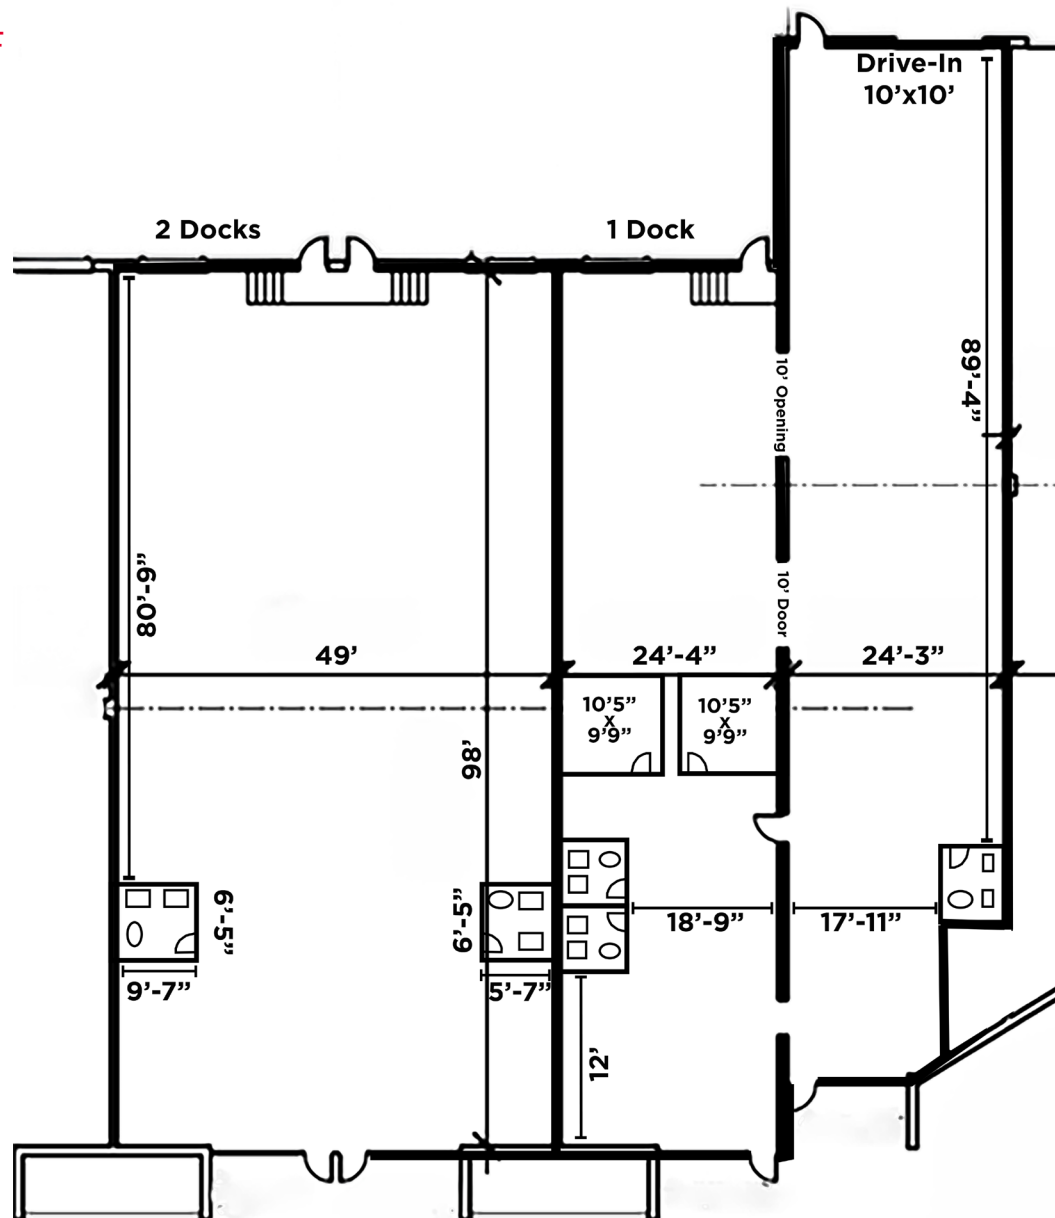 Drive-In
10’x10’
2 Docks
1 Dock
10’ Opening
89’-4”
80’-9”
10’ Door
49’
24’-4”
24’-3”
10’5”
x
9’9”
10’5”
x
9’9”
98’
6’-5”
6’-5”
18’-9”
17’-11”
9’-7”
5’-7”
12’